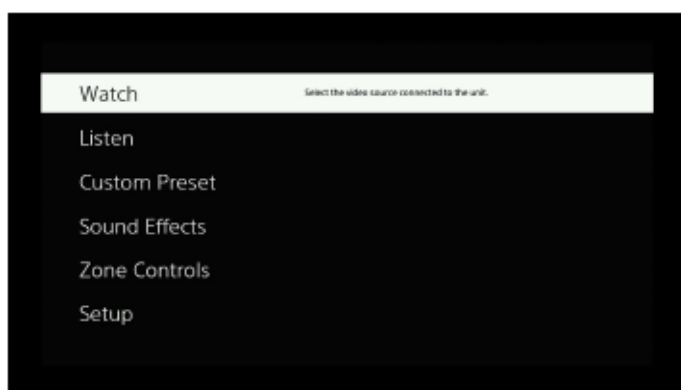 Watch Select the video source connected to the unit.
Listen
Custom Preset
Sound Effects
Zone Controls
Setup